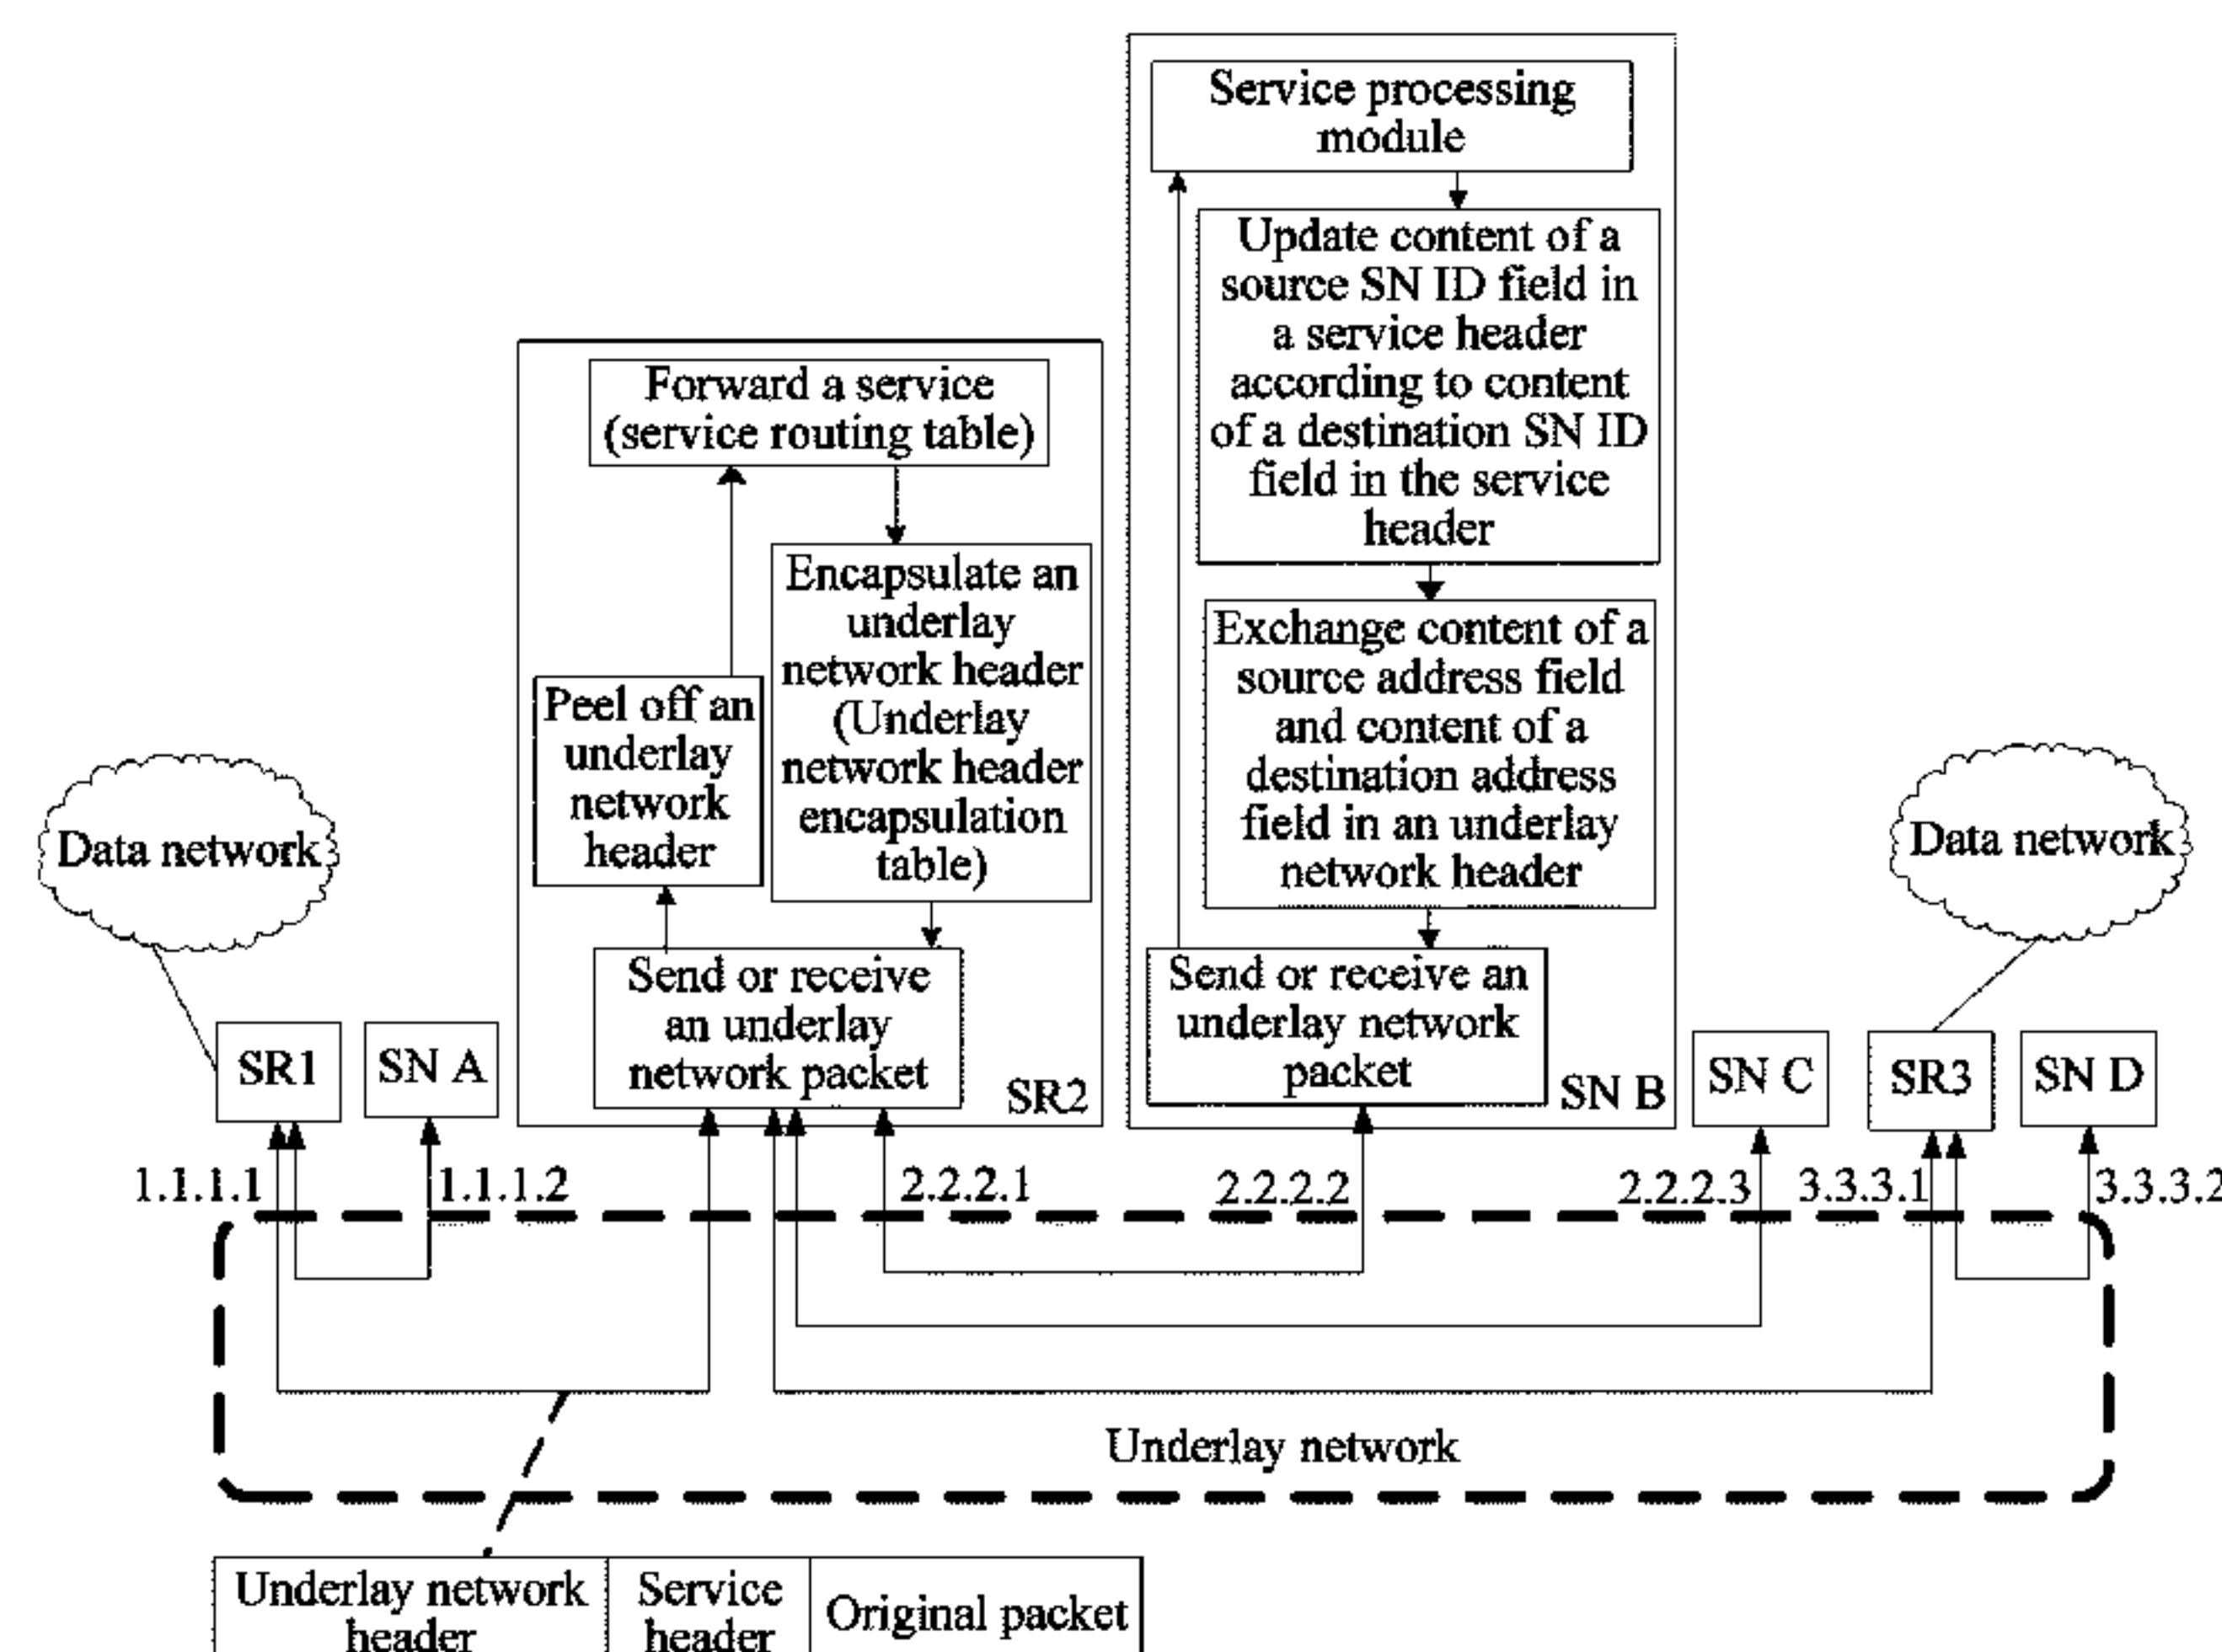 Service processing
module
Update content of a
source SN ID field in
a service header
according to content
of a destination SN ID
field in the service
header
Exchange content of a
source address field
and content of a
destination address
field in an underlay
network header
Send or receive an
underlay network
packet
SN B
Forward a service
(service routing table)
Encapsulate an
underlay
network header
(Underlay
network header
encapsulation
table)
Peel off an
underlay
network
header
Send or receive
an underlay
network packet
SR2
Data network
Data network
SR1
SN A
SN C
SR3
SN D
1.1.1.1
1.1.1.2
2.2.2.1
2.2.2.2
2.2.2.3
3.3.3.1
3.3.3.2
Underlay network
Underlay network
header
Service
header
Original packet